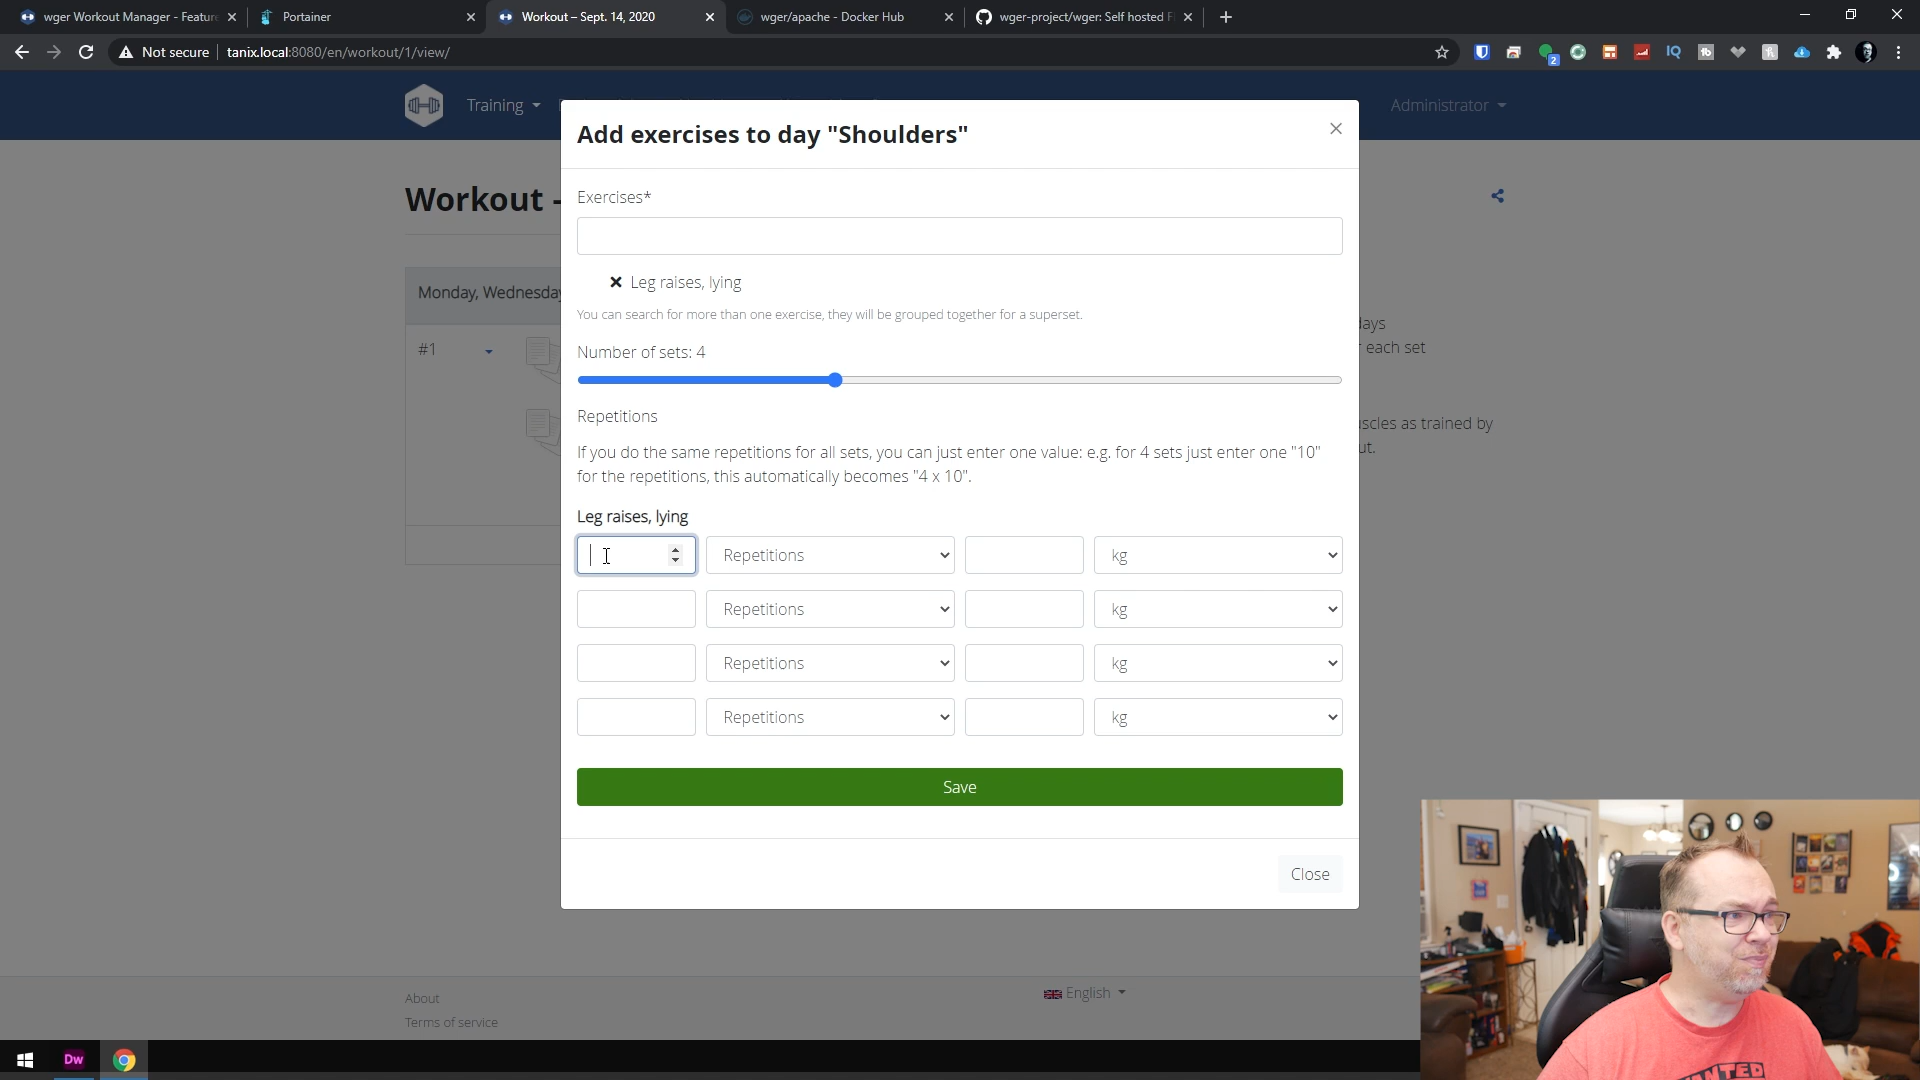 wger Workout Manager - Featur
Portainer
Workout – Sept. 14, 2020
wger/apache - Docker Hub
wger-project/wger: Self hosted F
Not secure
tanix.local:8080/en/workout/1/view/
2
IQ
Training
Administrator
Add exercises to day "Shoulders"
Workout -
Exercises*
Leg raises, lying
Monday, Wednesday
You can search for more than one exercise, they will be grouped together for a superset.
days
each set
#1
Number of sets: 4
Repetitions
uscles as trained by
ut.
If you do the same repetitions for all sets, you can just enter one value: e.g. for 4 sets just enter one "10"
for the repetitions, this automatically becomes "4 x 10".
Leg raises, lying
Repetitions kg
Repetitions kg
Repetitions kg
Repetitions kg
Save
Close
About
English
Terms of service
Dw